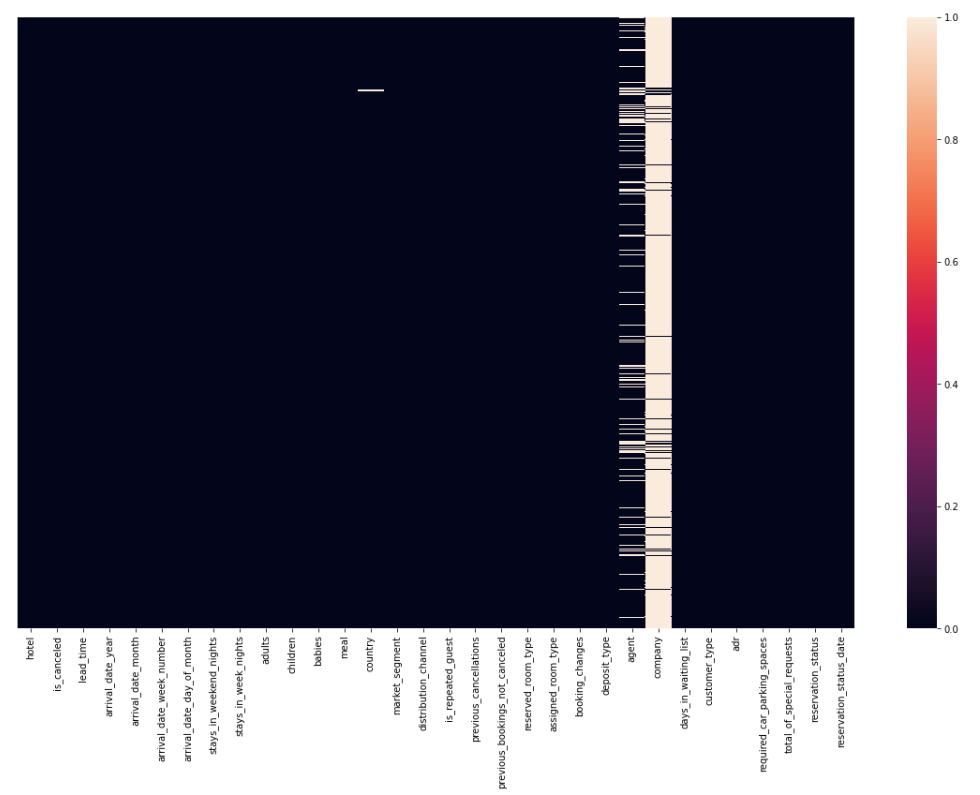 1.0
0.8
0.6
0.4
0.2
0.0
hotel
is_canceled
lead_time
arrival_date_year
arrival_date_month
arrival_date_week_number
arrival_date_day_of_month
stays_in_weekend_nights
stays_in_week_nights
adults
children
babies
meal
country
market_segment
distribution_channel
is_repeated_guest
previous_cancellations
previous_bookings_not_canceled
reserved_room_type
assigned_room_type
booking_changes
deposit_type
agent
company
days_in_waiting_list
customer_type
adr
required_car_parking_spaces
total_of_special_requests
reservation_status
reservation_status_date